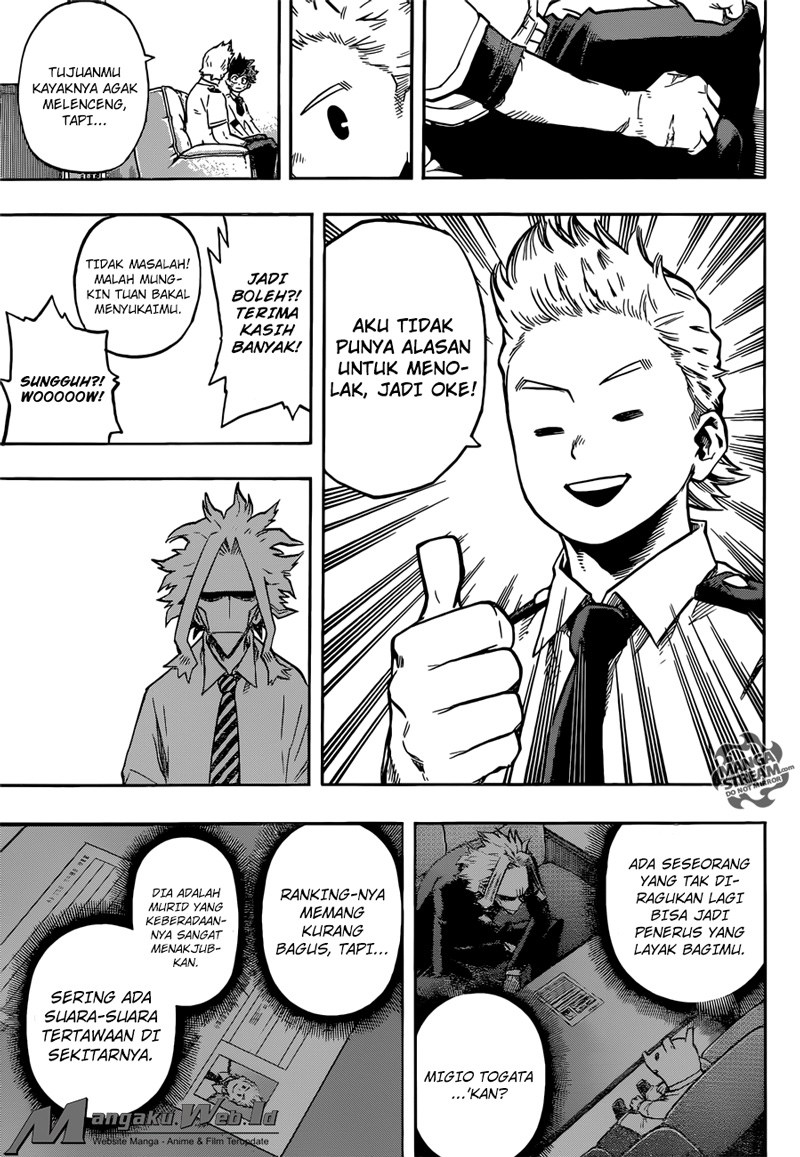 TUJUANMU
KAYAKNYA AGAK
MELENCENG,
TAPI...
AKU TIDAK
PUNYA ALASAN
UNTUK MENO-
LAK, JADI OKE!
JADI
BOLEH?!
TERIMA
KASIH
BANYAK!
TIDAK MASALAH!
MALAH MUNG-
KIN TUAN BAKAL
MENYUKAIMU.
SUNGGUH?!
WOOOOOW!
MANGA
STREAM.com
DO NOT MIRROR
ADA SESEORANG
YANG TAK DI-
RAGUKAN LAGI
BISA JADI
PENERUS YANG
LAYAK BAGIMU.
MIGIO TOGATA
...'KAN?
RANKING-NYA
MEMANG
KURANG
BAGUS, TAPI...
DIA ADALAH
MURID YANG
KEBERADAAN-
NYA SANGAT
MENAKJUB-
KAN.
SERING ADA
SUARA-SUARA
TERTAWAAN DI
SEKITARNYA.
Mangaku.Web.Id
Website Manga - Anime & Film Terupdate